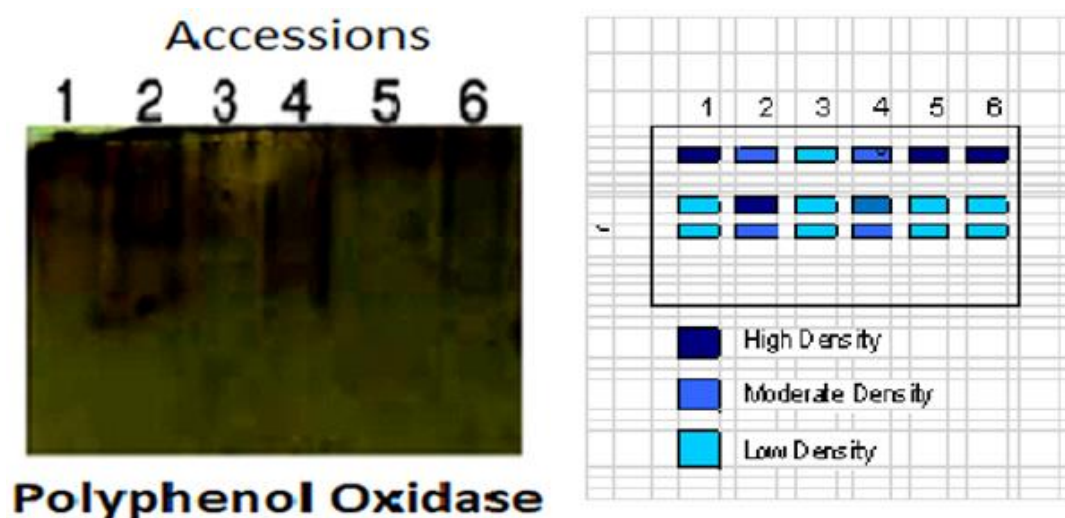 Accessions
1 2 3 4 5 6
Polyphenol Oxidase
1 2 3 4 5 6
High Density
Moderate Density
Low Density